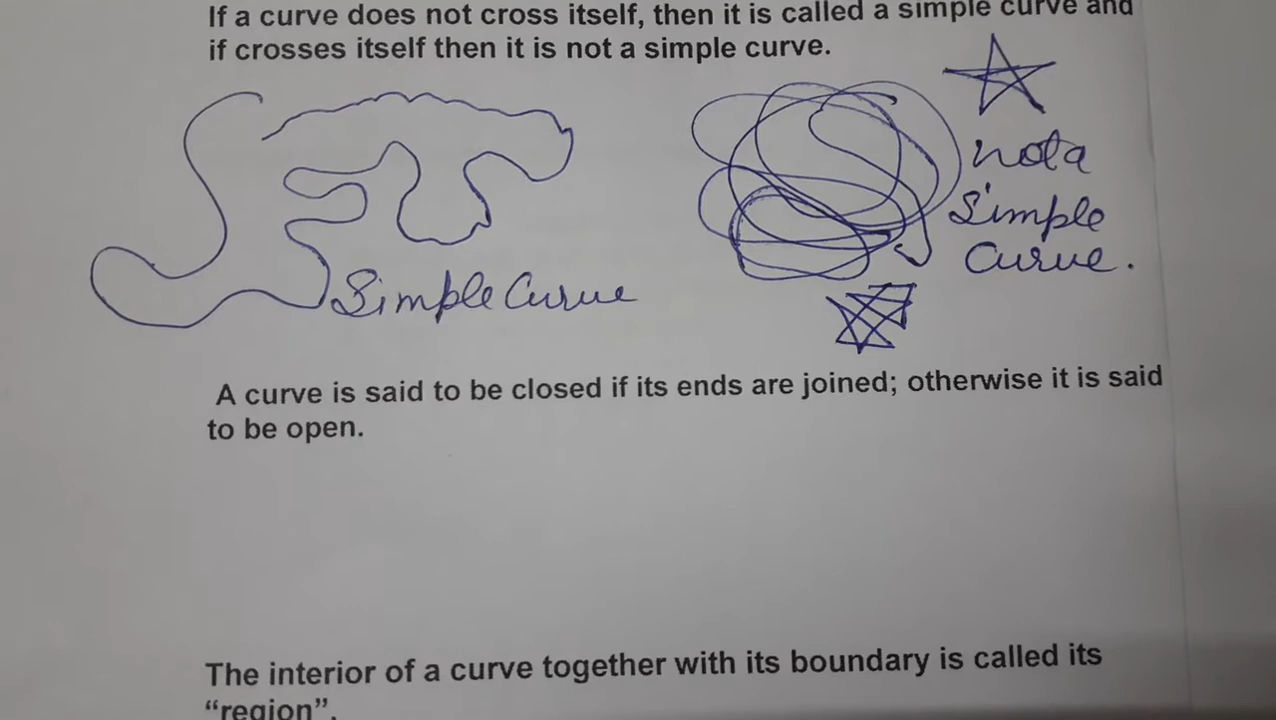 If a curve does not cross itself, then it is called a simple curve and
if crosses itself then it is not a simple curve.
not a
Simple
Curve.
Simple Curve
A curve is said to be closed if its ends are joined; otherwise it is said
to be open.
The interior of a curve together with its boundary is called its
“region”.